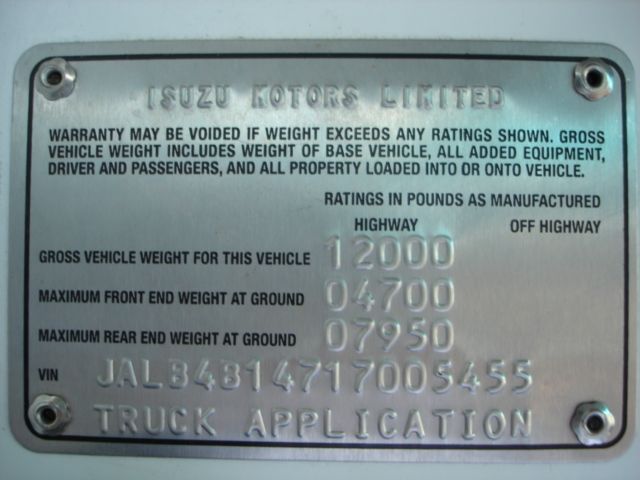 ISUZU MOTORS LIMITED
WARRANTY MAY BE VOIDED IF WEIGHT EXCEEDS ANY RATINGS SHOWN. GROSS
VEHICLE WEIGHT INCLUDES WEIGHT OF BASE VEHICLE, ALL ADDED EQUIPMENT,
DRIVER AND PASSENGERS, AND ALL PROPERTY LOADED INTO OR ONTO VEHICLE.
RATINGS IN POUNDS AS MANUFACTURED
HIGHWAY OFF HIGHWAY
GROSS VEHICLE WEIGHT FOR THIS VEHICLE 12000
MAXIMUM FRONT END WEIGHT AT GROUND 04700
MAXIMUM REAR END WEIGHT AT GROUND 07950
VIN JALB4B14717005455
TRUCK APPLICATION